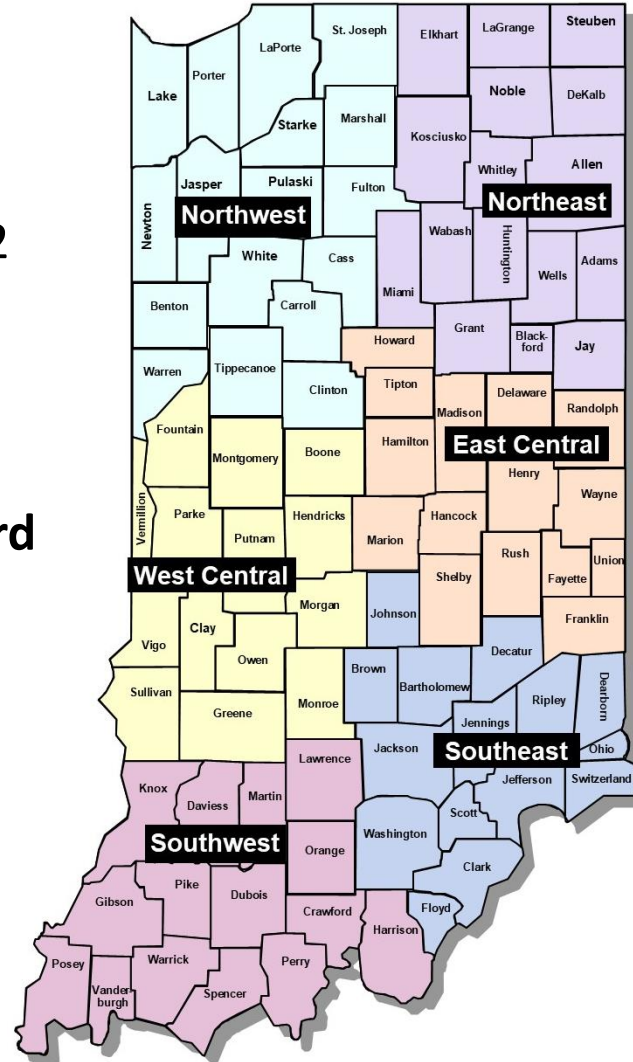 2
rd
St. Joseph
Elkhart
LaGrange
Steuben
LaPorte
Porter
Lake
Noble
DeKalb
Starke
Marshall
Kosciusko
Whitley
Allen
Newton
Jasper
Pulaski
Fulton
Northwest
Northeast
Wabash
Huntington
White
Cass
Miami
Wells
Adams
Benton
Carroll
Grant
Black-
ford
Jay
Howard
Warren
Tippecanoe
Clinton
Tipton
Delaware
Madison
Randolph
Fountain
Montgomery
Boone
Hamilton
East Central
Henry
Wayne
Vermillion
Parke
Putnam
Hendricks
Marion
Hancock
Rush
Union
Fayette
Shelby
West Central
Morgan
Johnson
Franklin
Vigo
Clay
Owen
Decatur
Brown
Bartholomew
Ripley
Dearborn
Sullivan
Greene
Monroe
Jennings
Jackson
Southeast
Ohio
Lawrence
Jefferson
Switzerland
Knox
Daviess
Martin
Scott
Washington
Southwest
Orange
Clark
Pike
Dubois
Gibson
Crawford
Floyd
Harrison
Posey
Warrick
Perry
Vander-
burgh
Spencer